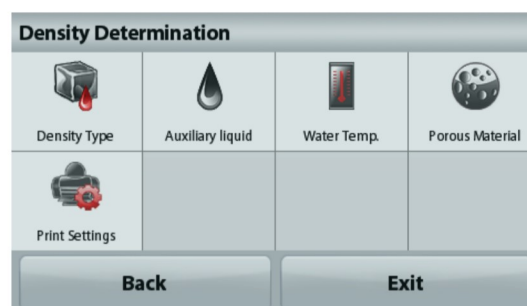 Density Determination
Density Type
Auxiliary liquid
Water Temp.
Porous Material
Print Settings
Back
Exit